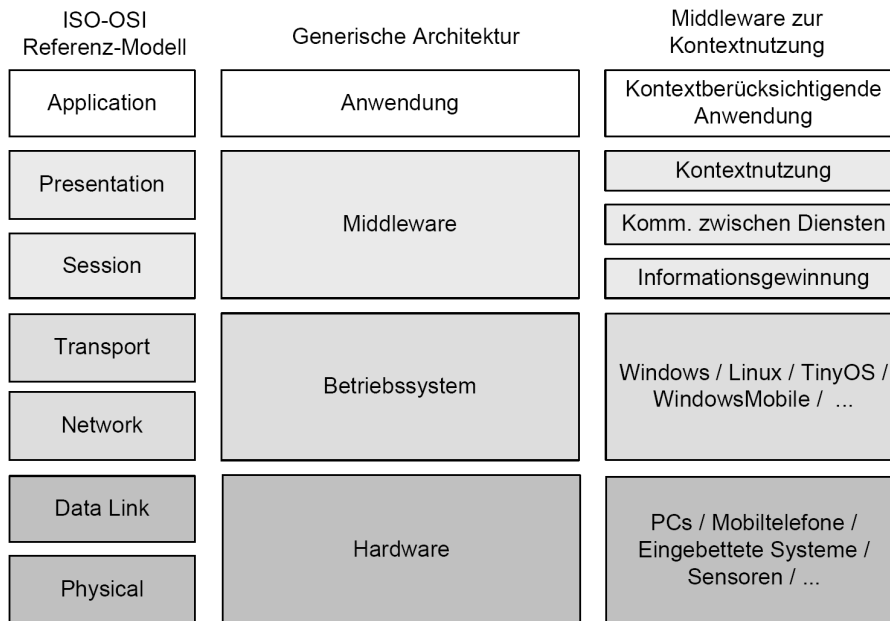 ISO-OSI
Referenz-Modell
Application
Presentation
Session
Transport
Network
Data Link
Physical
Generische Architektur
Anwendung
Middleware
Betriebssystem
Hardware
Middleware zur
Kontextnutzung
Kontextberücksichtigende
Anwendung
Kontextnutzung
Komm. zwischen Diensten
Informationsgewinnung
Windows / Linux / TinyOS /
WindowsMobile / ...
PCs / Mobiltelefone /
Eingebettete Systeme /
Sensoren / ...